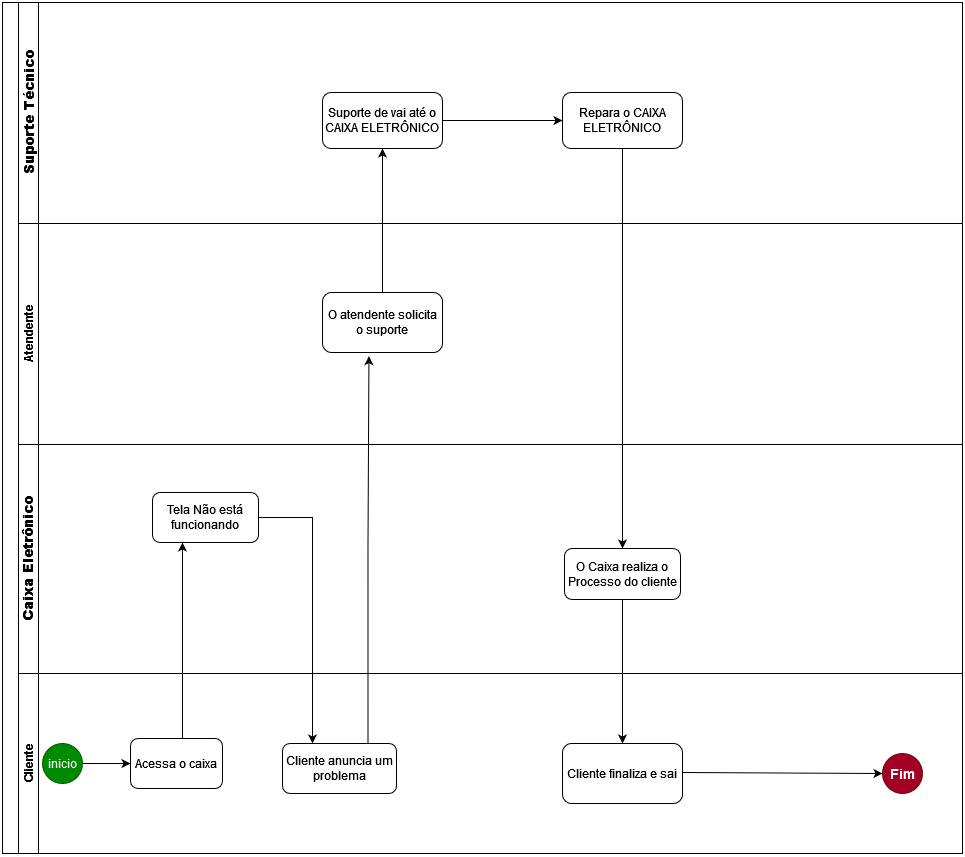 Suporte Técnico
Suporte de vai até o
CAIXA ELETRÔNICO
Repara o CAIXA
ELETRÔNICO
Atendente
O atendente solicita
o suporte
Caixa Eletrônico
Tela Não está
funcionando
O Caixa realiza o
Processo do cliente
Cliente
inicio
Acessa o caixa
Cliente anuncia um
problema
Cliente finaliza e sai
Fim